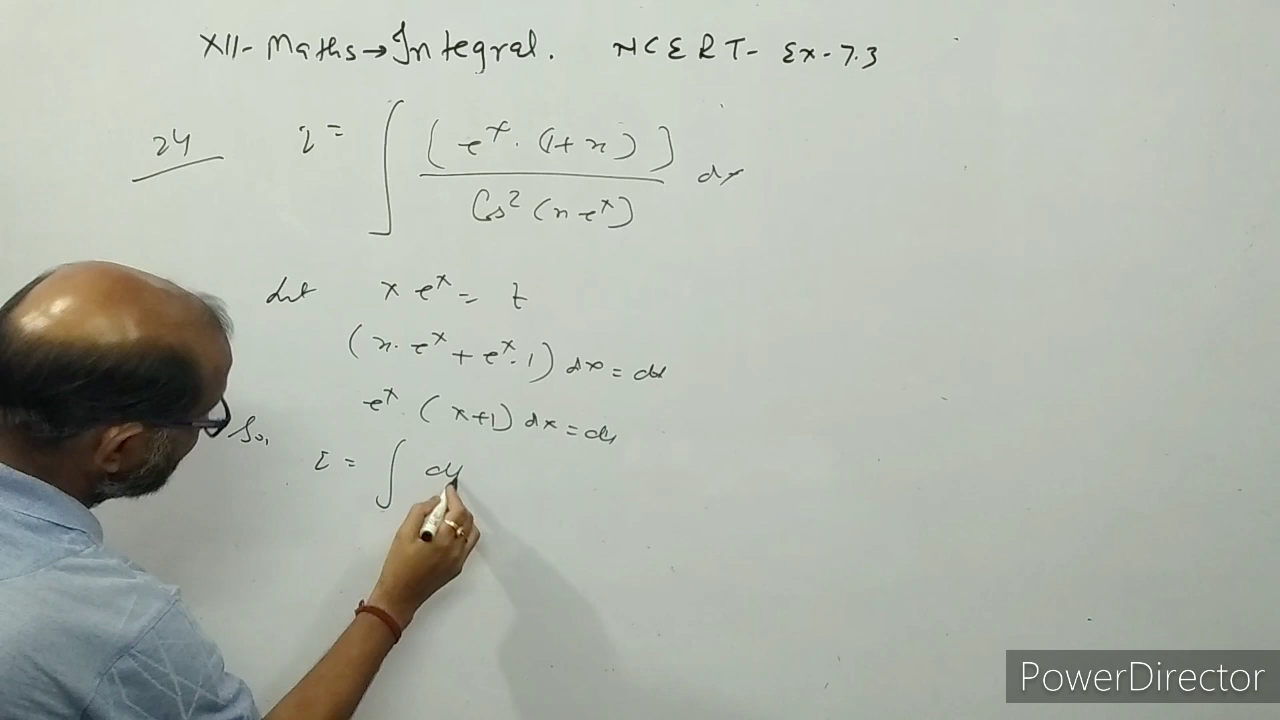 XII- Maths → Integral. NCERT- Ex-7.3
24 I = ∫ (e^x. (1+x)) / Cos² (x e^x) dx
Let x e^x = t
(x. e^x + e^x. 1) dx = dt
e^x. (x+1) dx = dt
So, I = ∫ dt
PowerDirector